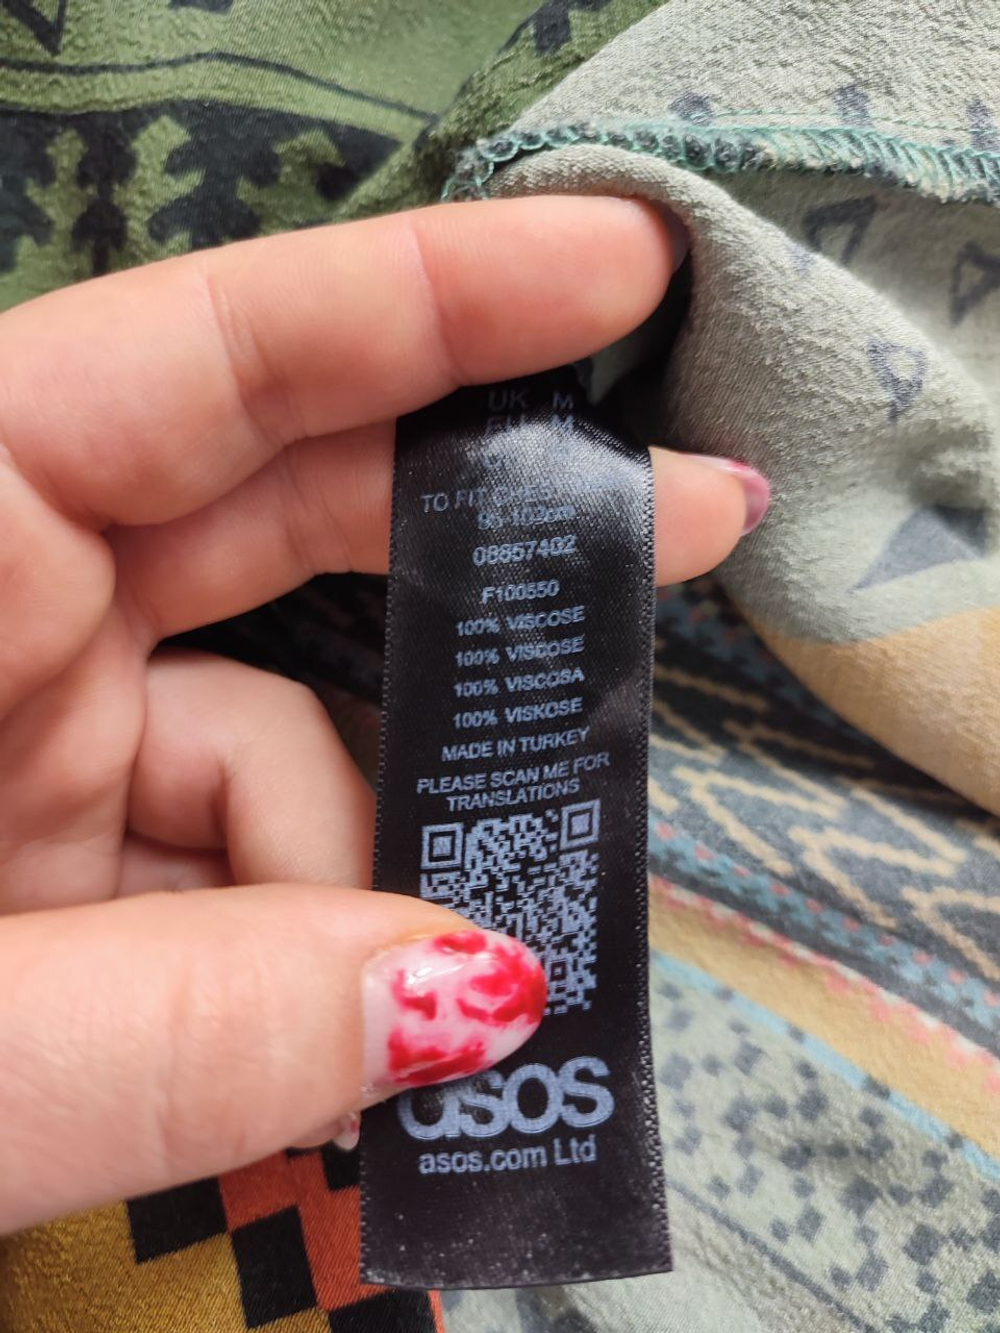 UK M
EU M
TO FIT CHEST
08857402
F100550
100% VISCOSE
100% VISCOSE
100% VISCOSA
100% VISKOSE
MADE IN TURKEY
PLEASE SCAN ME FOR
TRANSLATIONS
asos
asos.com Ltd